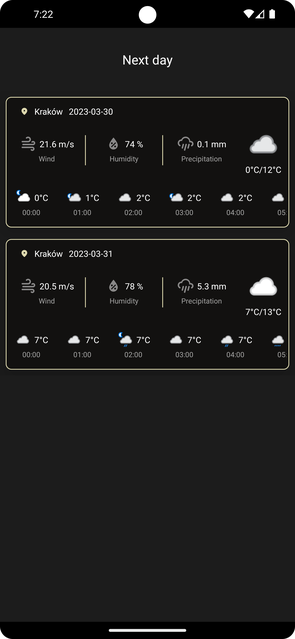 7:22
Next day
Kraków 2023-03-30
21.6 m/s 74 % 0.1 mm
Wind Humidity Precipitation
0°C/12°C
0°C 1°C 2°C 2°C 2°C
00:00 01:00 02:00 03:00 04:00 05
Kraków 2023-03-31
20.5 m/s 78 % 5.3 mm
Wind Humidity Precipitation
7°C/13°C
7°C 7°C 7°C 7°C 7°C
00:00 01:00 02:00 03:00 04:00 05